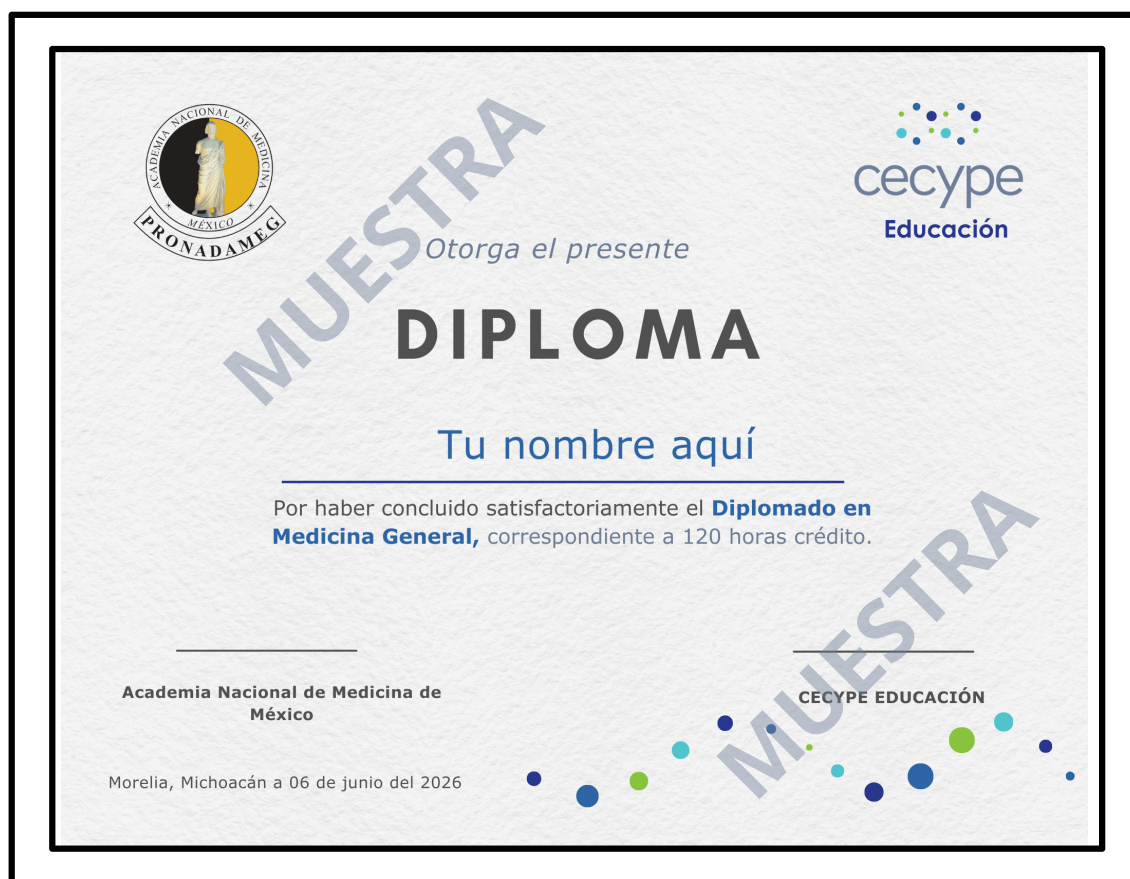 ACADEMIA NACIONAL DE MEDICINA
MÉXICO
PRONADAMEG
cecype
Educación
MUESTRA
Otorga el presente
DIPLOMA
Tu nombre aquí
Por haber concluido satisfactoriamente el Diplomado en
Medicina General, correspondiente a 120 horas crédito.
MUESTRA
Academia Nacional de Medicina de
México
CECYPE EDUCACIÓN
Morelia, Michoacán a 06 de junio del 2026